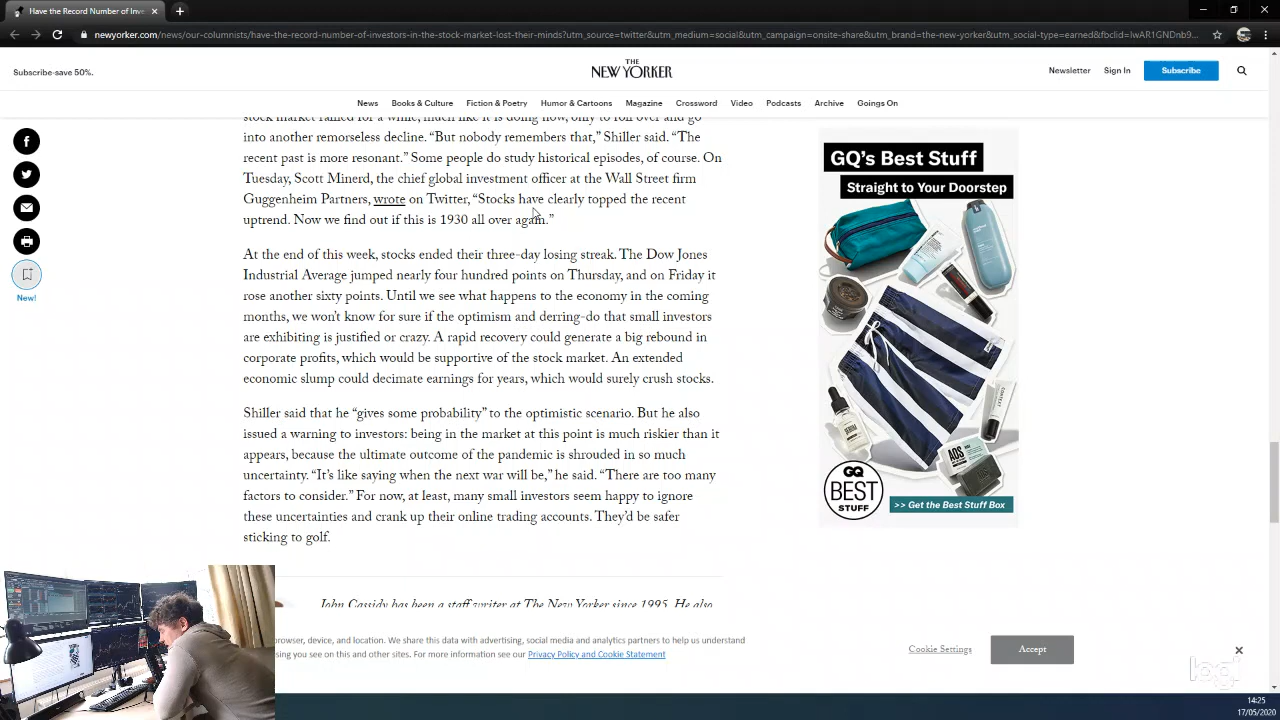 Have the Record Number of Inve
newyorker.com/news/our-columnists/have-the-record-number-of-investors-in-the-stock-market-lost-their-minds?utm_source=twitter&utm_medium=social&utm_campaign=onsite-share&utm_brand=the-new-yorker&utm_social-type=earned&fbclid=IwAR1GNDnb9...
Subscribe-save 50%.
THE
NEW YORKER
Newsletter
Sign In
Subscribe
News
Books & Culture
Fiction & Poetry
Humor & Cartoons
Magazine
Crossword
Video
Podcasts
Archive
Goings On
stock market rallied for a while, much like it is doing now, only to roll over and go
into another remorseless decline. “But nobody remembers that,” Shiller said. “The
recent past is more resonant.” Some people do study historical episodes, of course. On
Tuesday, Scott Minerd, the chief global investment officer at the Wall Street firm
Guggenheim Partners, wrote on Twitter, “Stocks have clearly topped the recent
uptrend. Now we find out if this is 1930 all over again.”
At the end of this week, stocks ended their three-day losing streak. The Dow Jones
Industrial Average jumped nearly four hundred points on Thursday, and on Friday it
rose another sixty points. Until we see what happens to the economy in the coming
months, we won’t know for sure if the optimism and derring-do that small investors
are exhibiting is justified or crazy. A rapid recovery could generate a big rebound in
corporate profits, which would be supportive of the stock market. An extended
economic slump could decimate earnings for years, which would surely crush stocks.
Shiller said that he “gives some probability” to the optimistic scenario. But he also
issued a warning to investors: being in the market at this point is much riskier than it
appears, because the ultimate outcome of the pandemic is shrouded in so much
uncertainty. “It’s like saying when the next war will be,” he said. “There are too many
factors to consider.” For now, at least, many small investors seem happy to ignore
these uncertainties and crank up their online trading accounts. They’d be safer
sticking to golf.
New!
GQ’s Best Stuff
Straight to Your Doorstep
GQ
BEST
STUFF
>> Get the Best Stuff Box
John Cassidy has been a staff writer at The New Yorker since 1995. He also
browser, device, and location. We share this data with advertising, social media and analytics partners to help us understand
sing you see on this and other sites. For more information see our Privacy Policy and Cookie Statement
Cookie Settings
Accept
14:25
17/05/2020